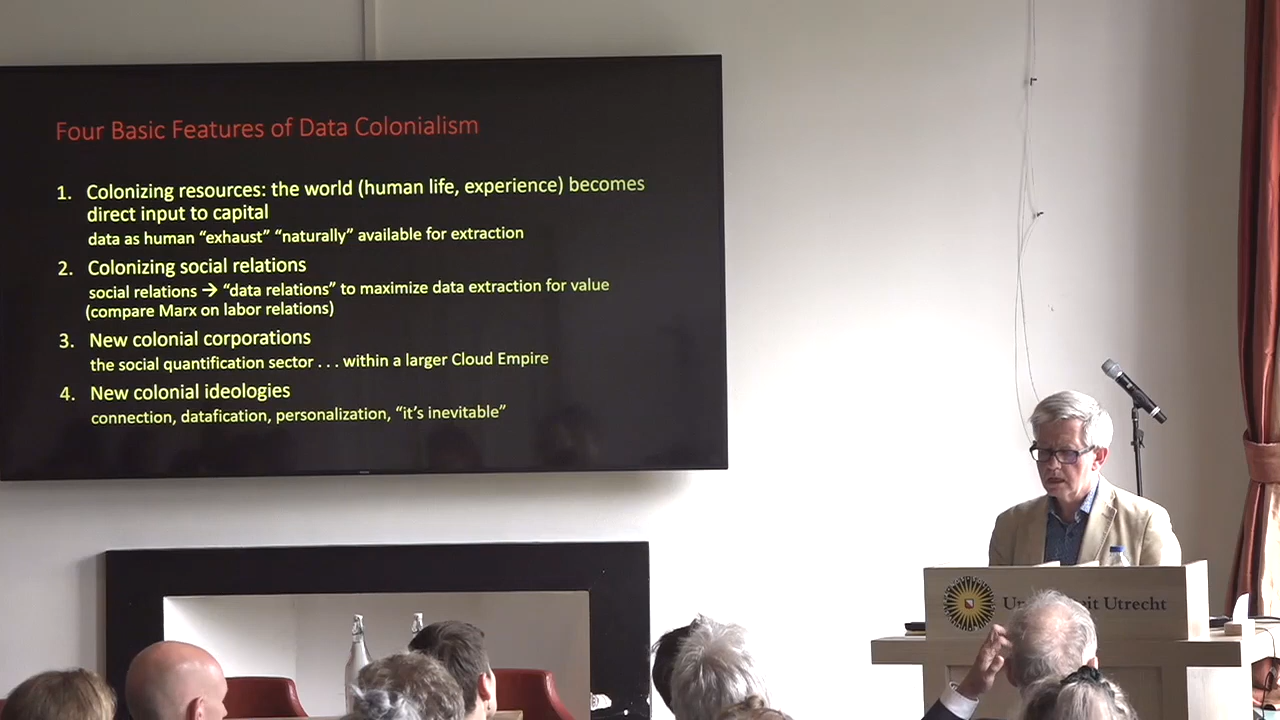 Four Basic Features of Data Colonialism
1. Colonizing resources: the world (human life, experience) becomes
direct input to capital
data as human “exhaust” “naturally” available for extraction
2. Colonizing social relations
social relations → “data relations” to maximize data extraction for value
(compare Marx on labor relations)
3. New colonial corporations
the social quantification sector . . . within a larger Cloud Empire
4. New colonial ideologies
connection, datafication, personalization, “it’s inevitable”
Utrecht